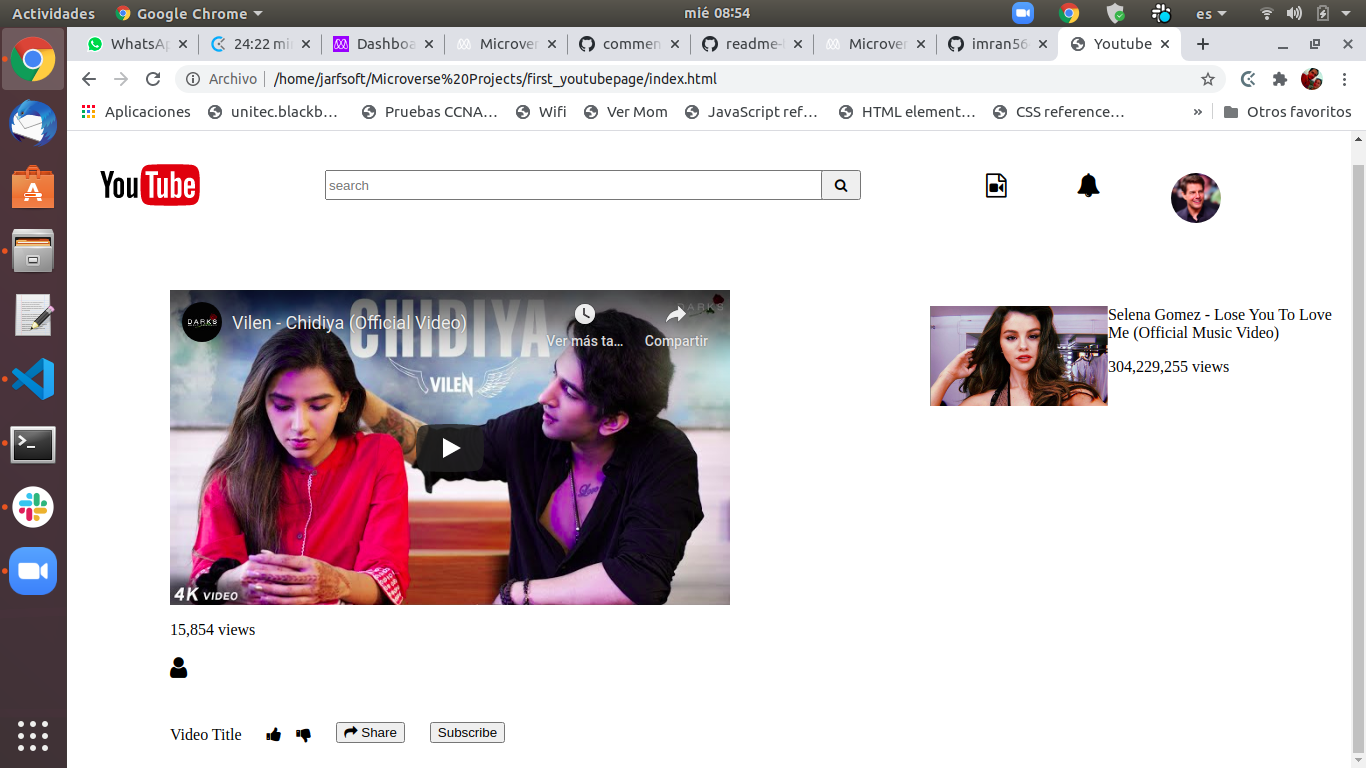 Actividades
Google Chrome
mié 08:54
es
WhatsAp
24:22 mi
Dashboa
Microver
commen
readme-
Microver
imran56
Youtube
Archivo
/home/jarfsoft/Microverse%20Projects/first_youtubepage/index.html
Aplicaciones
unitec.blackb…
Pruebas CCNA…
Wifi
Ver Mom
JavaScript ref…
HTML element…
CSS reference…
»
Otros favoritos
YouTube
search
DARKS
Vilen - Chidiya (Official Video)
CHIDIYA
VILEN
Ver más ta...
Compartir
DARKS
Love
4K VIDEO
Selena Gomez - Lose You To Love
Me (Official Music Video)
304,229,255 views
15,854 views
Video Title
Share
Subscribe